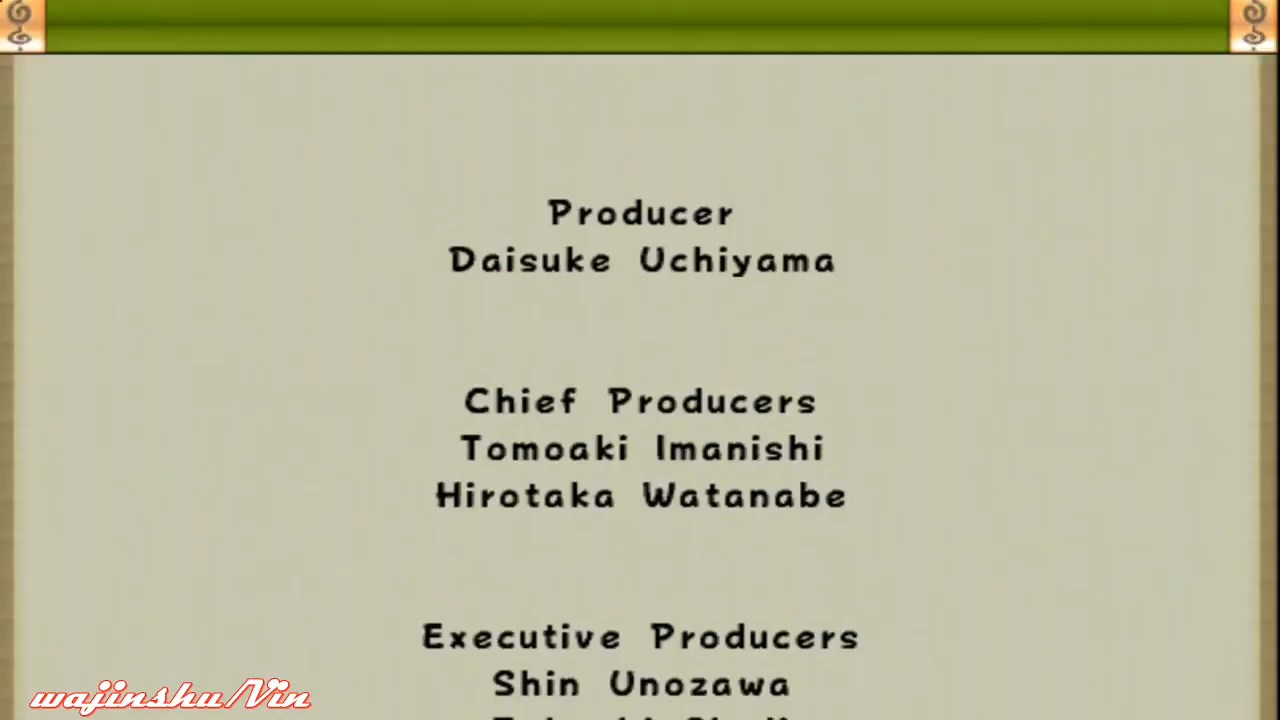 Producer
Daisuke Uchiyama
Chief Producers
Tomoaki Imanishi
Hirotaka Watanabe
Executive Producers
Shin Unozawa
wajinshu/Vin